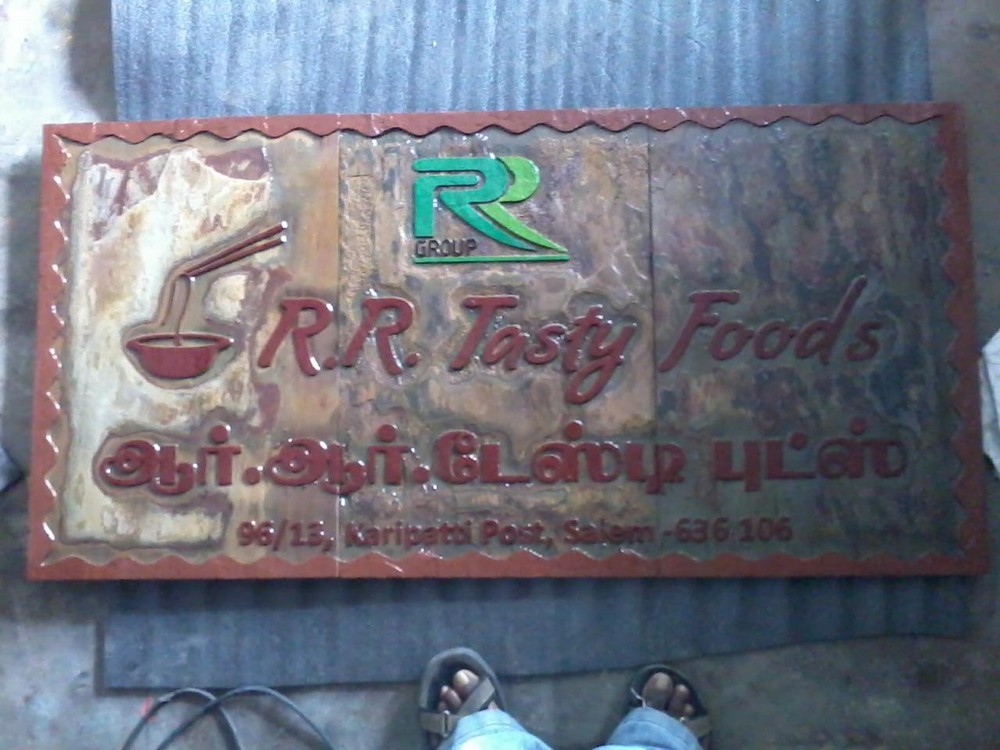 RR
GROUP
R.R. Tasty Foods
ஆர்.ஆர்.டேஸ்டி புட்ஸ்
96/13, Karipatti Post, Salem -636 106